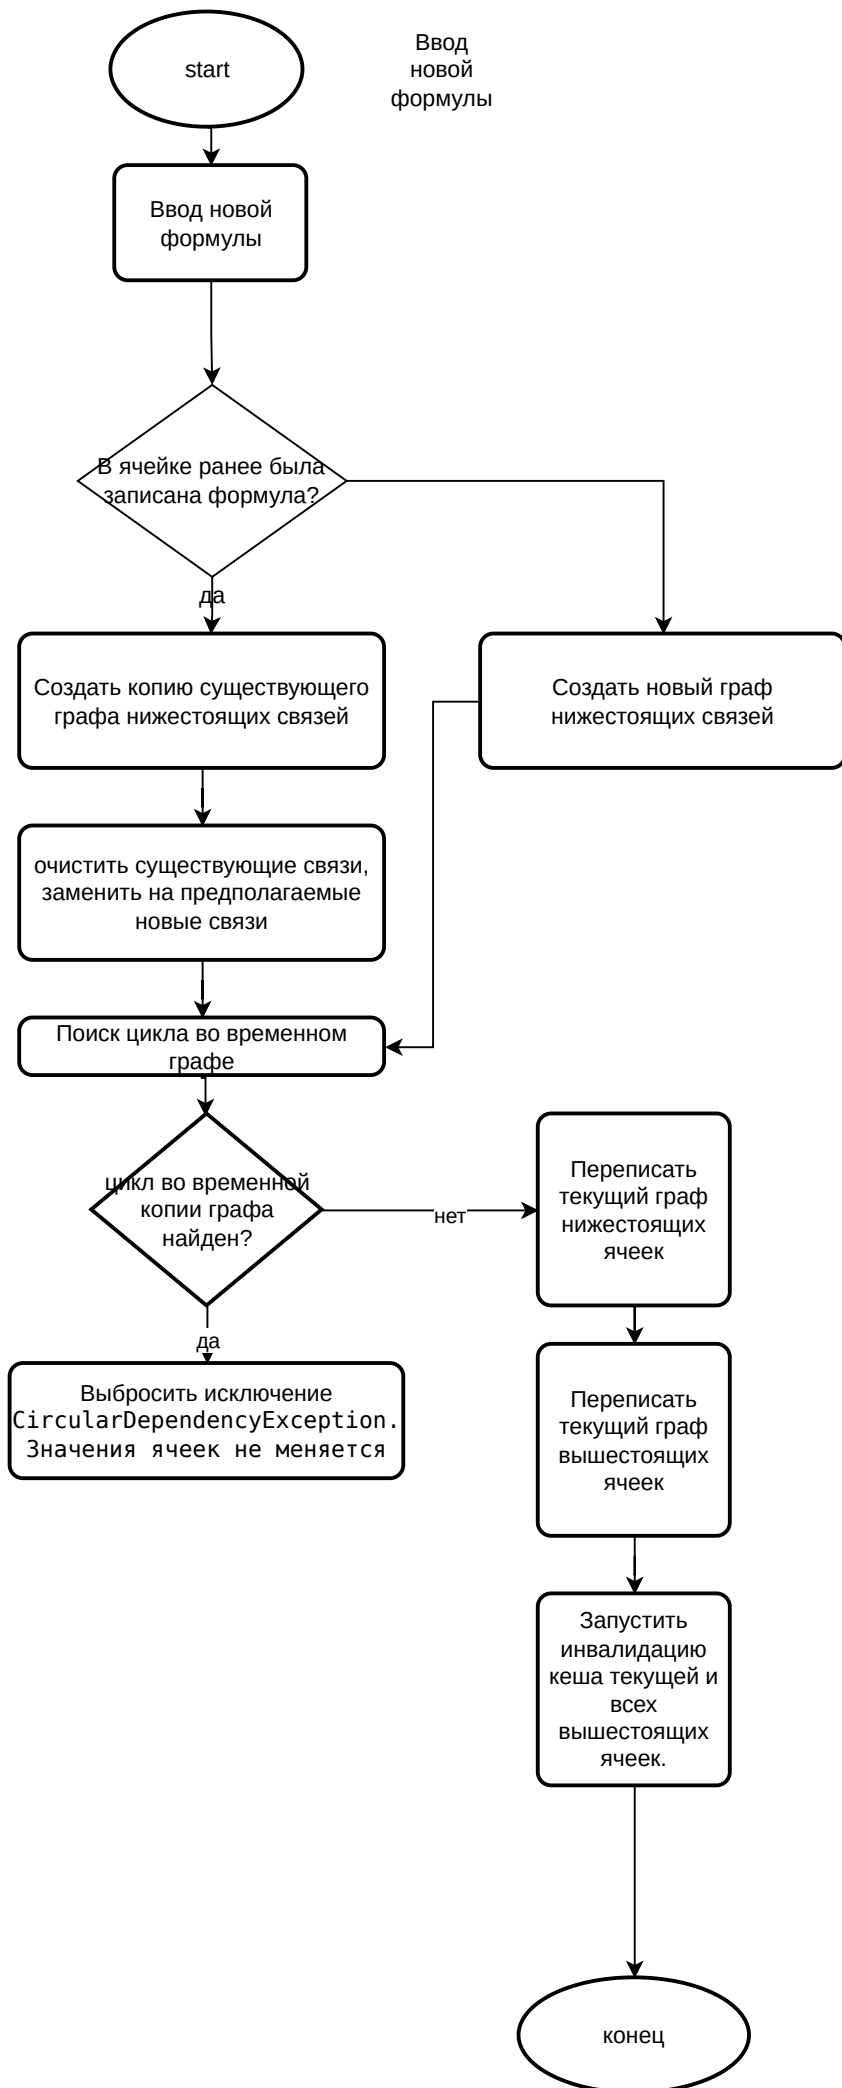 start
Ввод
новой
формулы
Ввод новой
формулы
В ячейке ранее была
записана формула?
да
Создать копию существующего
графа нижестоящих связей
Создать новый граф
нижестоящих связей
очистить существующие связи,
заменить на предполагаемые
новые связи
Поиск цикла во временном
графе
цикл во временной
копии графа
найден?
нет
Переписать
текущий граф
нижестоящих
ячеек
да
Выбросить исключение
CircularDependencyException.
Значения ячеек не меняется
Переписать
текущий граф
вышестоящих
ячеек
Запустить
инвалидацию
кеша текущей и
всех
вышестоящих
ячеек.
конец